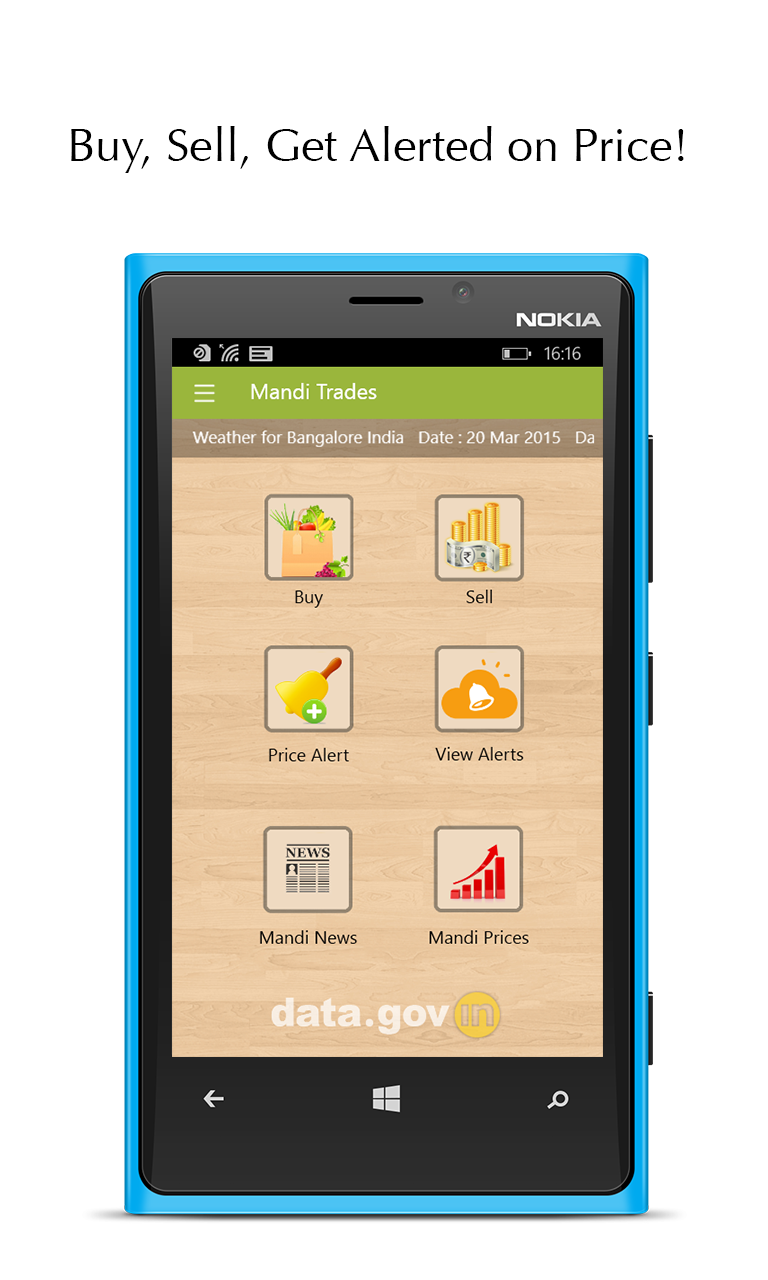 Buy, Sell, Get Alerted on Price!
NOKIA
16:16
Mandi Trades
Weather for Bangalore India Date : 20 Mar 2015 Da
Buy
Sell
Price Alert
View Alerts
NEWS
Mandi News
Mandi Prices
data.gov in